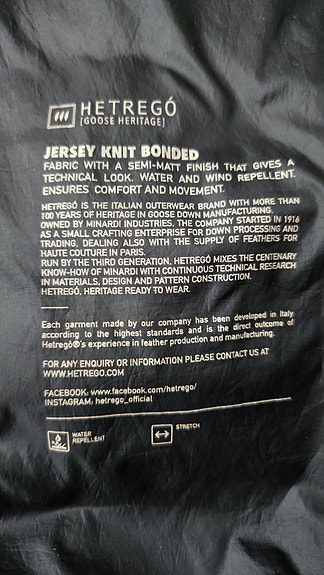 HETREGÓ
[GOOSE HERITAGE]
JERSEY KNIT BONDED
FABRIC WITH A SEMI-MATT FINISH THAT GIVES A
TECHNICAL LOOK. WATER AND WIND REPELLENT.
ENSURES COMFORT AND MOVEMENT.
HETREGÓ IS THE ITALIAN OUTERWEAR BRAND WITH MORE THAN
100 YEARS OF HERITAGE IN GOOSE DOWN MANUFACTURING.
OWNED BY MINARDI INDUSTRIES. THE COMPANY STARTED IN 1916
AS A SMALL CRAFTING ENTERPRISE FOR DOWN PROCESSING AND
TRADING, DEALING ALSO WITH THE SUPPLY OF FEATHERS FOR
HAUTE COUTURE IN PARIS.
RUN BY THE THIRD GENERATION, HETREGÓ MIXES THE CENTENARY
KNOW-HOW OF MINARDI WITH CONTINUOUS TECHNICAL RESEARCH
IN MATERIALS, DESIGN AND PATTERN CONSTRUCTION.
HETREGÓ, HERITAGE READY TO WEAR.
Each garment made by our company has been developed in Italy,
according to the highest standards and is the direct outcome of
Hetregò®'s experience in feather production and manufacturing.
FOR ANY ENQUIRY OR INFORMATION PLEASE CONTACT US AT
WWW.HETREGO.COM
FACEBOOK: www.facebook.com/hetrego/
INSTAGRAM: hetrego_official
WATER
REPELLENT
STRETCH